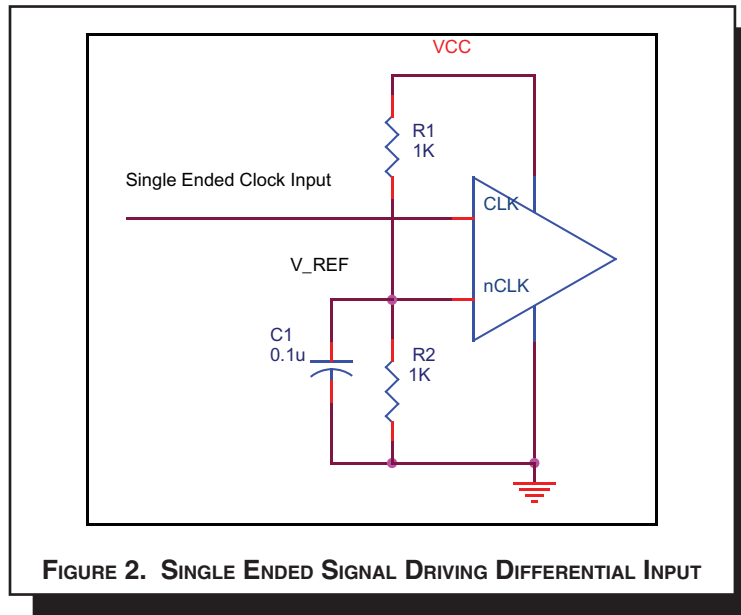 VCC
R1
1K
Single Ended Clock Input
CLK
V_REF
nCLK
C1
0.1u
R2
1K
FIGURE 2. SINGLE ENDED SIGNAL DRIVING DIFFERENTIAL INPUT